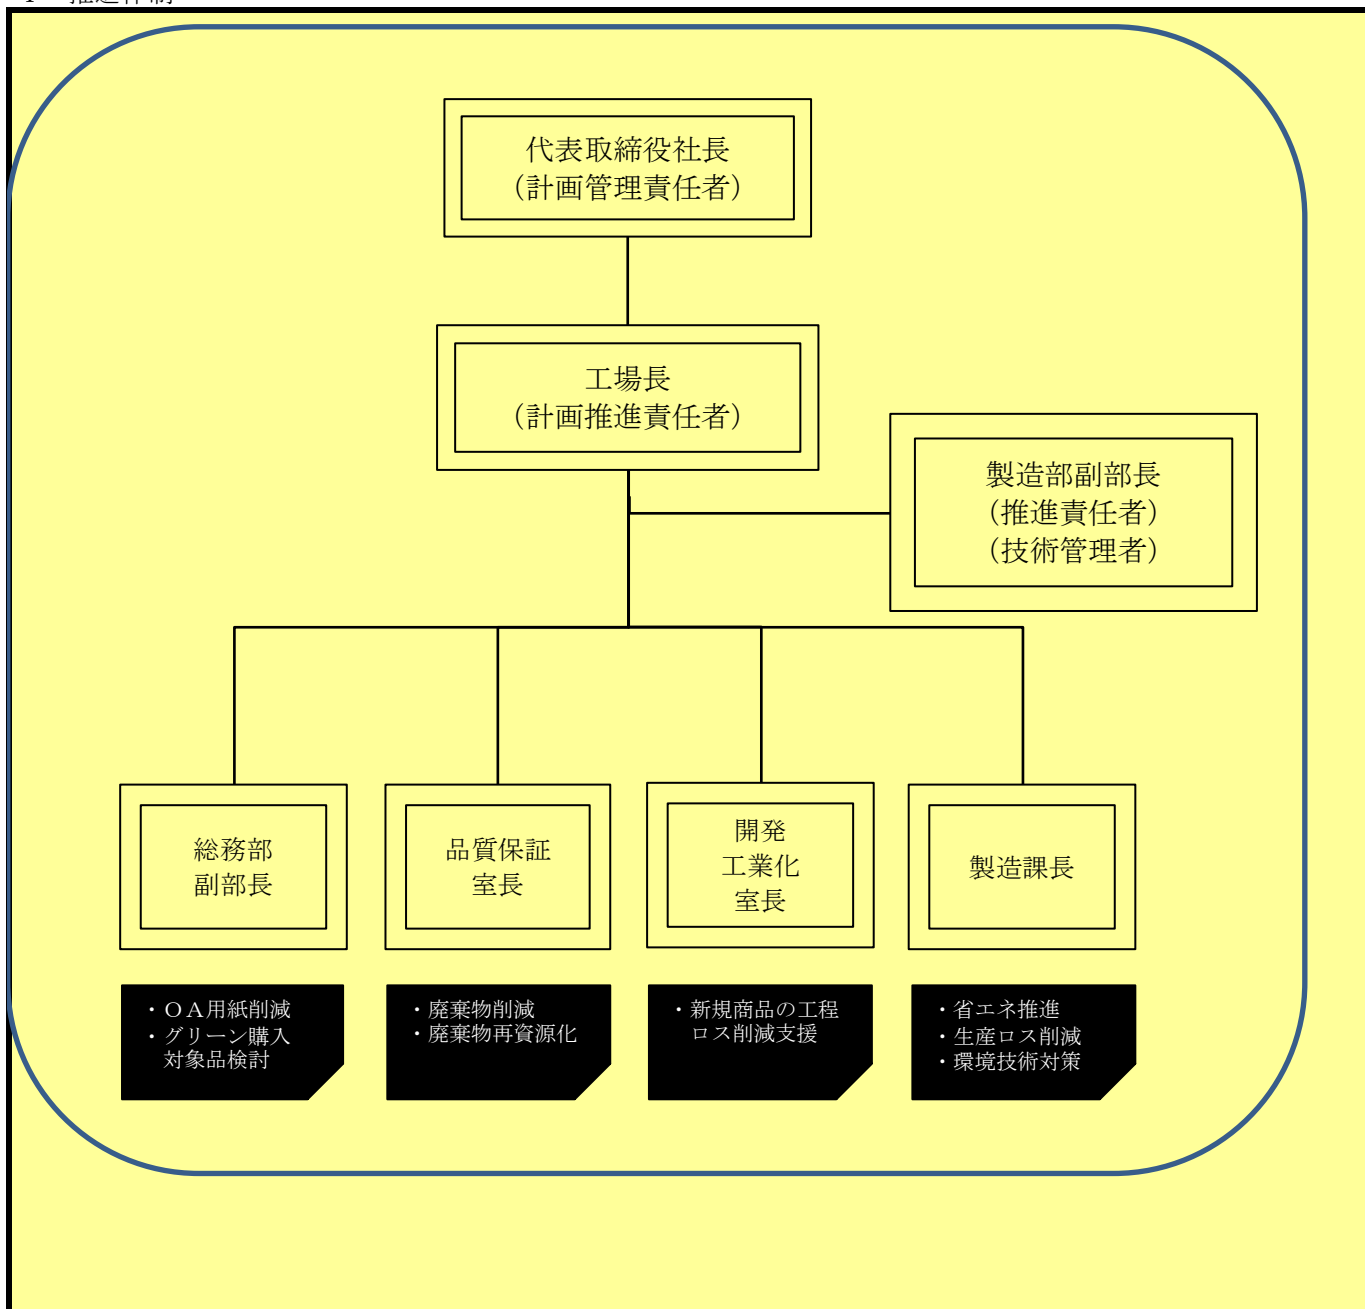 代表取締役社長
（計画管理責任者）
工場長
（計画推進責任者）
製造部副部長
（推進責任者）
（技術管理者）
総務部
副部長
品質保証
室長
開発
工業化
室長
製造課長
・ＯＡ用紙削減
・グリーン購入
対象品検討
・廃棄物削減
・廃棄物再資源化
・新規商品の工程
ロス削減支援
・省エネ推進
・生産ロス削減
・環境技術対策